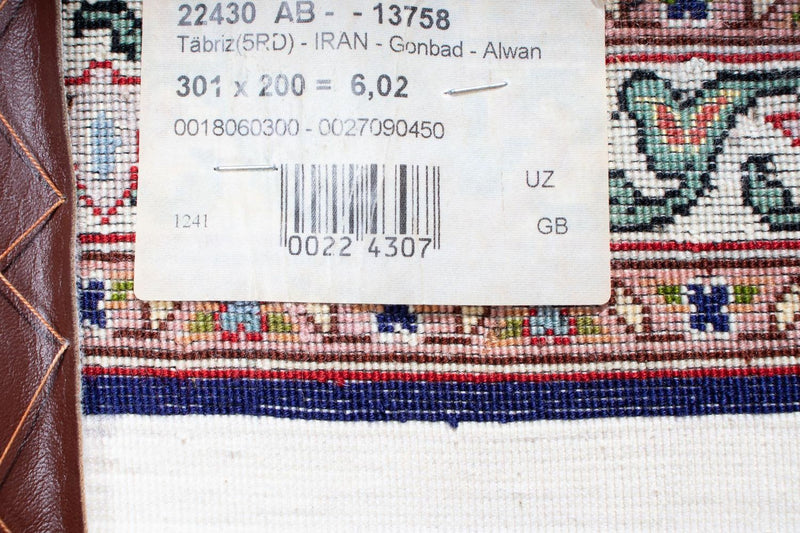 22430 AB - - 13758
Täbriz(5RD) - IRAN - Gonbad - Alwan
301 x 200 = 6,02
0018060300 - 0027090450
UZ
1241
GB
0022 4307